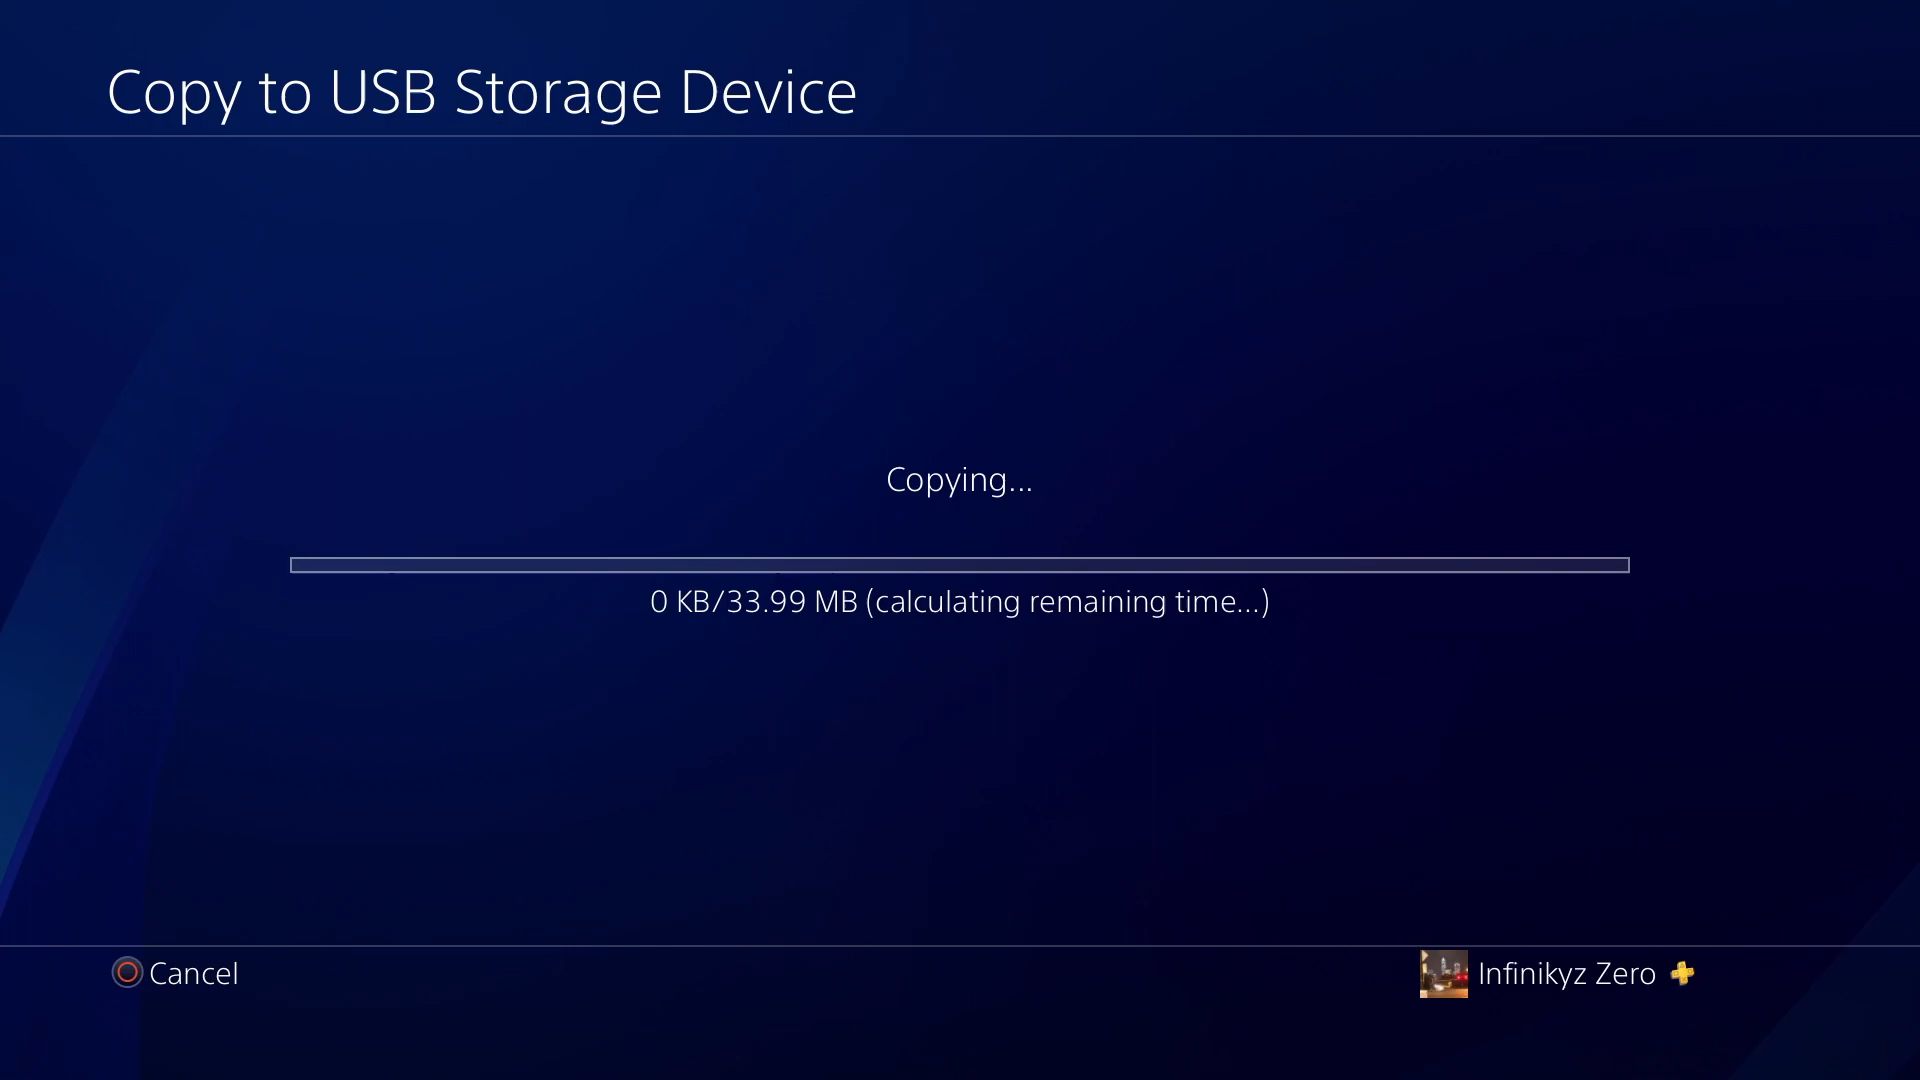 Copy to USB Storage Device
Copying...
0 KB/33.99 MB (calculating remaining time...)
Cancel
Infinikyz Zero